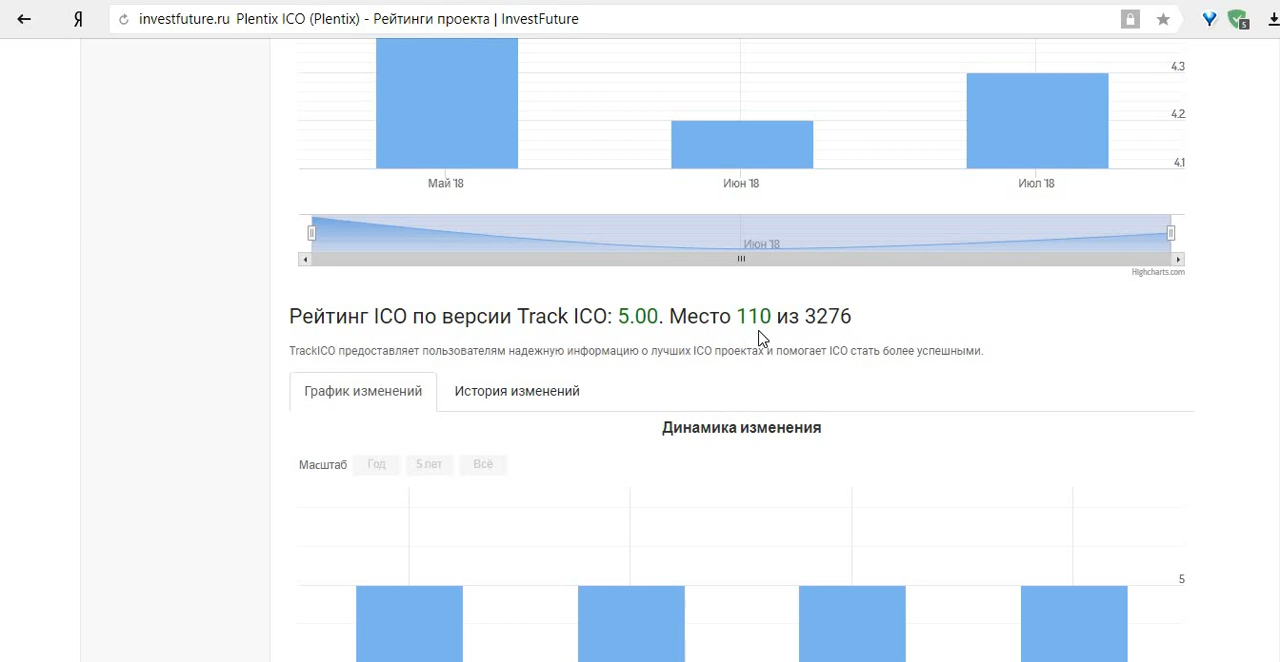 investfuture.ru Plentix ICO (Plentix) - Рейтинги проекта | InvestFuture
5
4.3
4.2
4.1
Май '18 Июн '18 Июл '18
Июн '18
Highcharts.com
Рейтинг ICO по версии Track ICO: 5.00. Место 110 из 3276
TrackICO предоставляет пользователям надежную информацию о лучших ICO проектах и помогает ICO стать более успешными.
График изменений История изменений
Динамика изменения
Масштаб Год 5 лет Всё
5